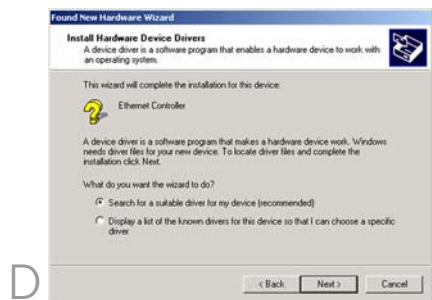 Found New Hardware Wizard
Install Hardware Device Drivers
A device driver is a software program that enables a hardware device to work with
an operating system.
This wizard will complete the installation for this device:
Ethernet Controller
A device driver is a software program that makes a hardware device work. Windows
needs driver files for your new device. To locate driver files and complete the
installation click Next.
What do you want the wizard to do?
Search for a suitable driver for my device (recommended)
Display a list of the known drivers for this device so that I can choose a specific
driver
< Back Next > Cancel
D